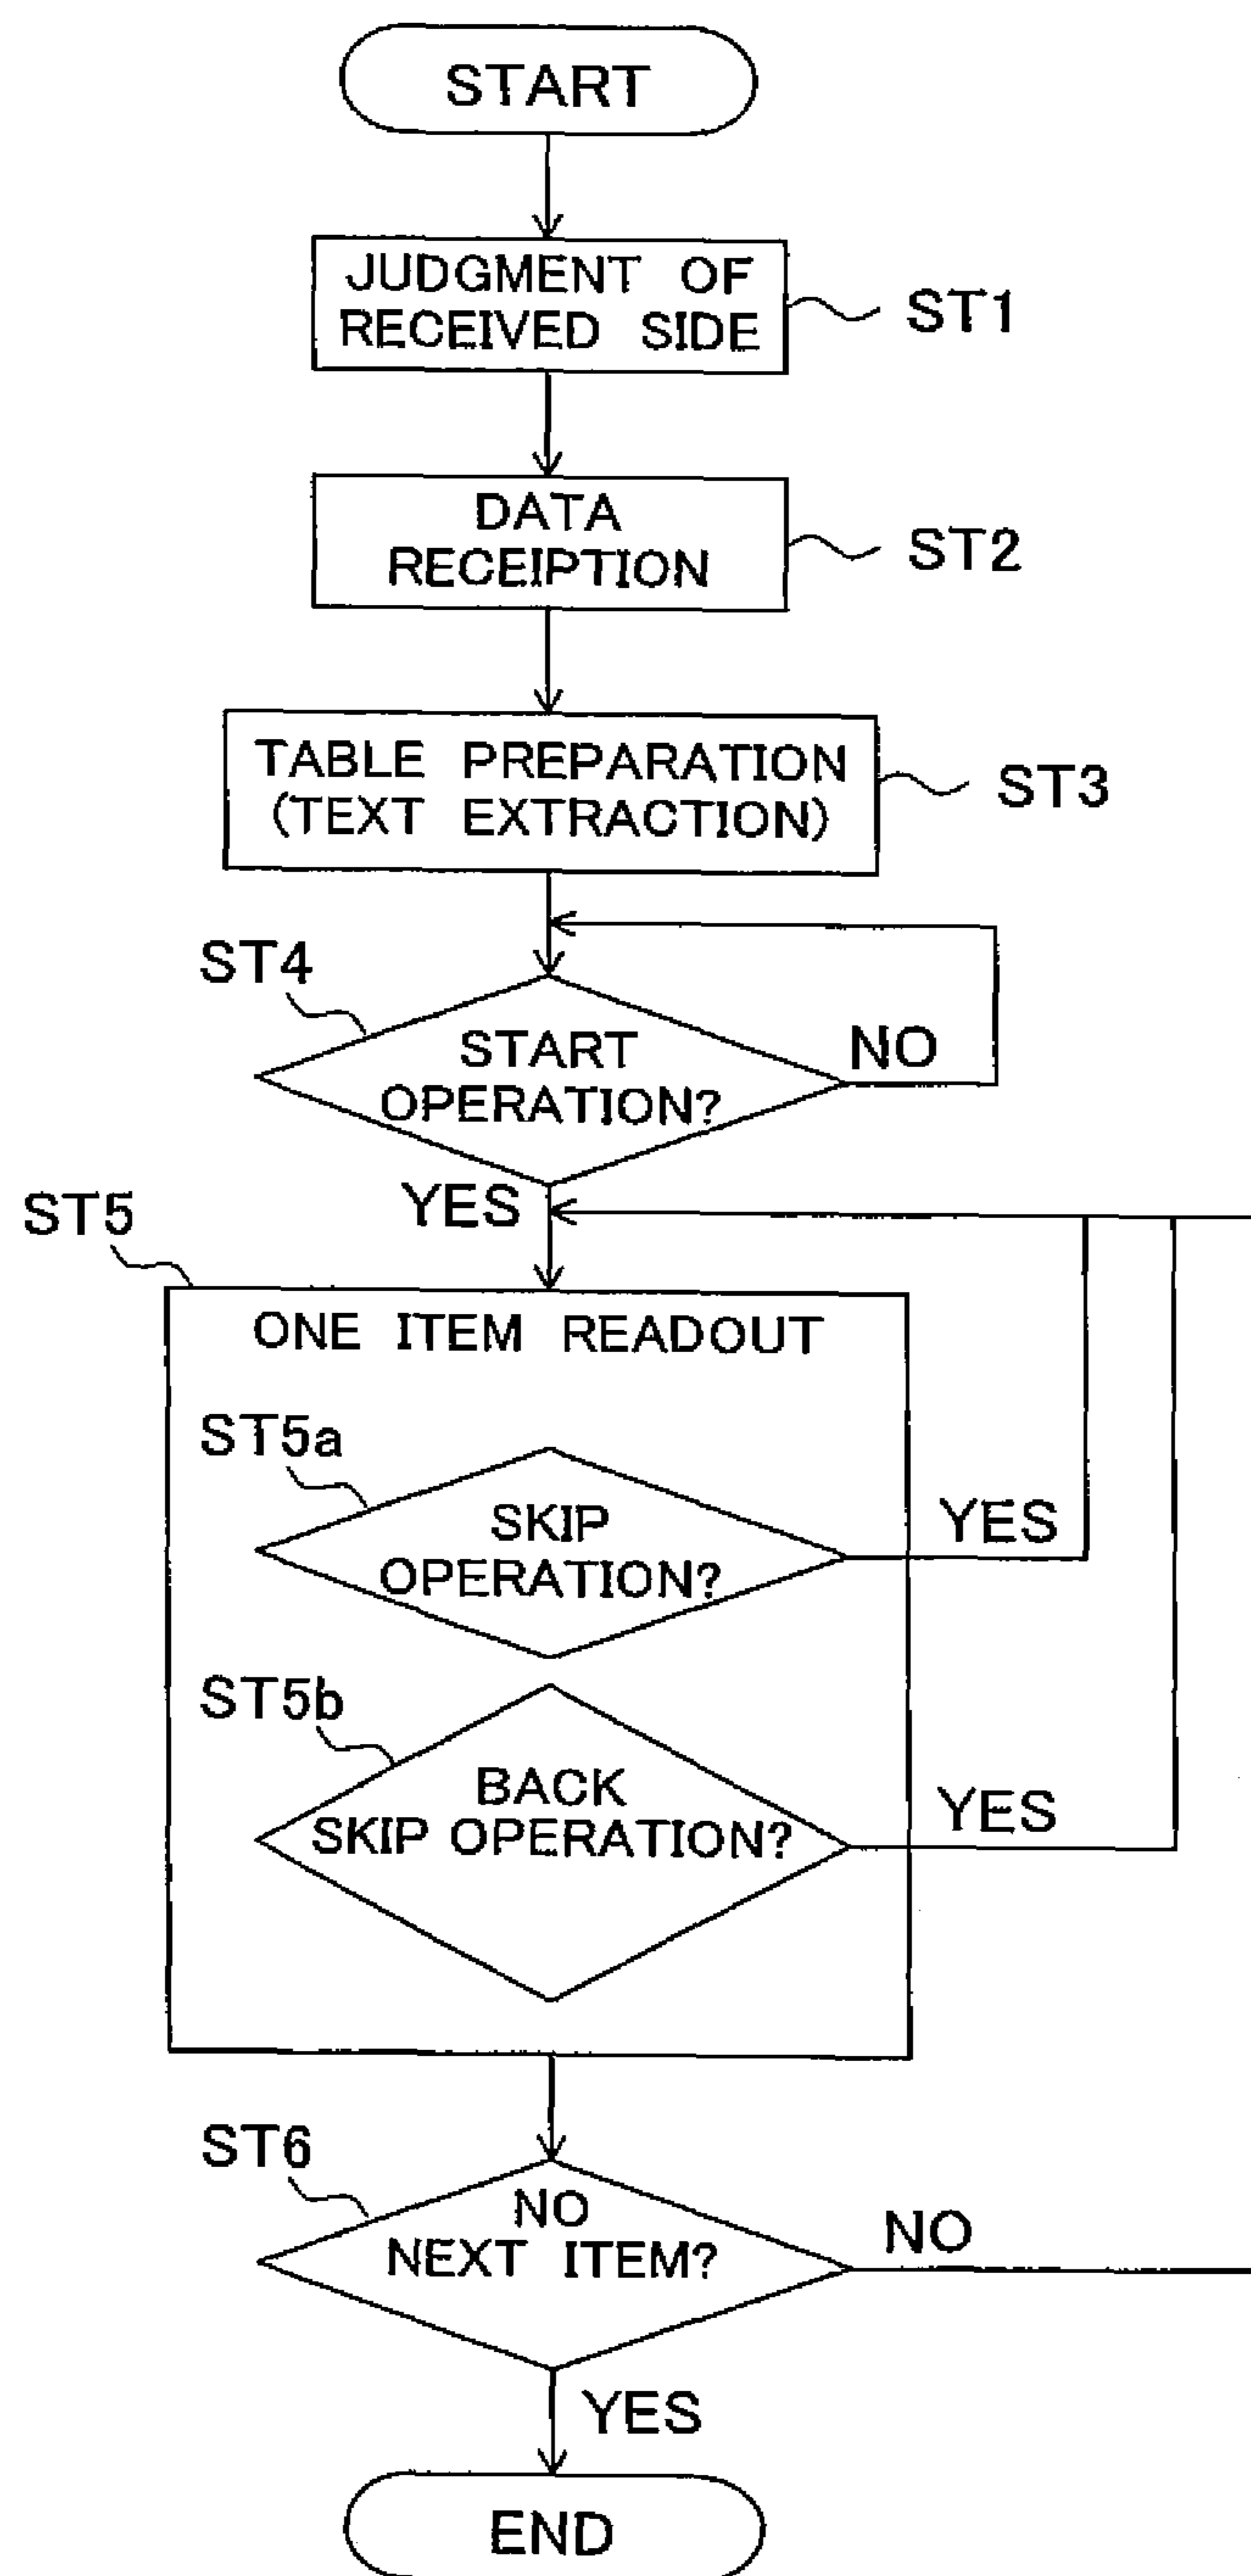 START
JUDGMENT OF
RECEIVED SIDE
ST1
DATA
RECEIPTION
ST2
TABLE PREPARATION
(TEXT EXTRACTION)
ST3
ST4
START
OPERATION?
NO
YES
ST5
ONE ITEM READOUT
ST5a
SKIP
OPERATION?
YES
ST5b
BACK
SKIP OPERATION?
YES
ST6
NO
NEXT ITEM?
NO
YES
END